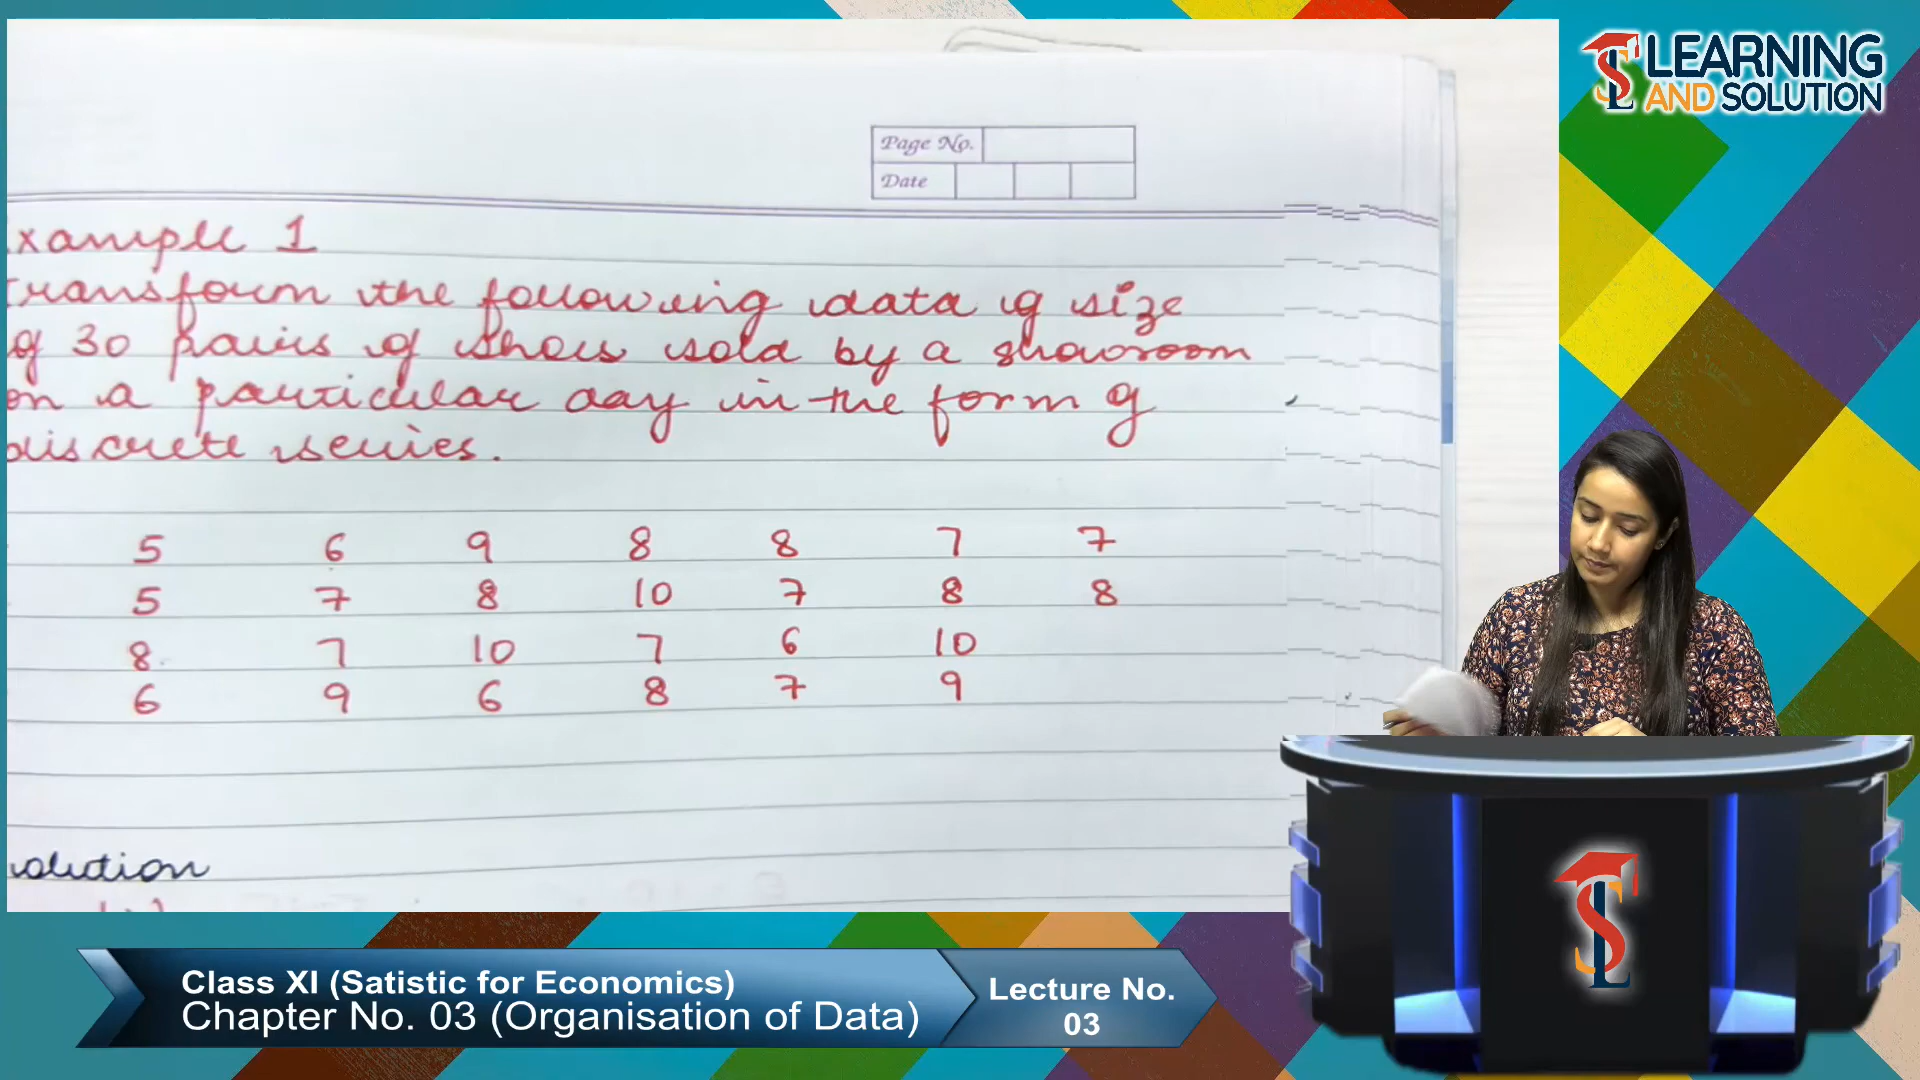 LEARNING
AND SOLUTION
Page No.
Date
xample 1
transform the following data of size
of 30 pairs of shoes sold by a showroom
on a particular day in the form of
discrete series.
5 6 9 8 8 7 7
5 7 8 10 7 8 8
8 7 10 7 6 10
6 9 6 8 7 9
olution
Class XI (Satistic for Economics)
Chapter No. 03 (Organisation of Data)
Lecture No.
03